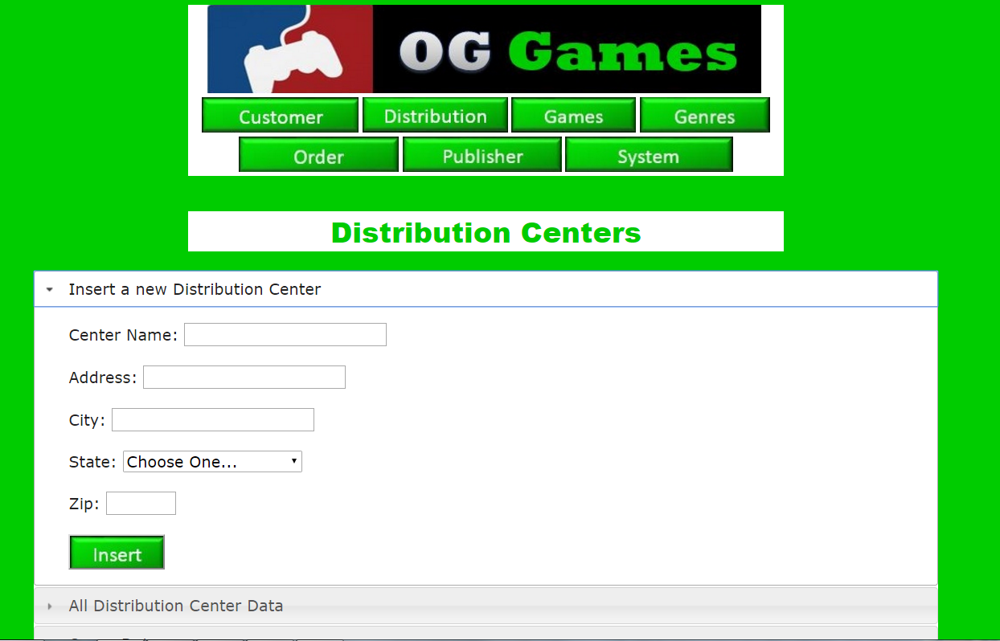 OG Games
Customer Distribution Games Genres
Order Publisher System
Distribution Centers
Insert a new Distribution Center
Center Name:
Address:
City:
State: Choose One...
Zip:
Insert
All Distribution Center Data